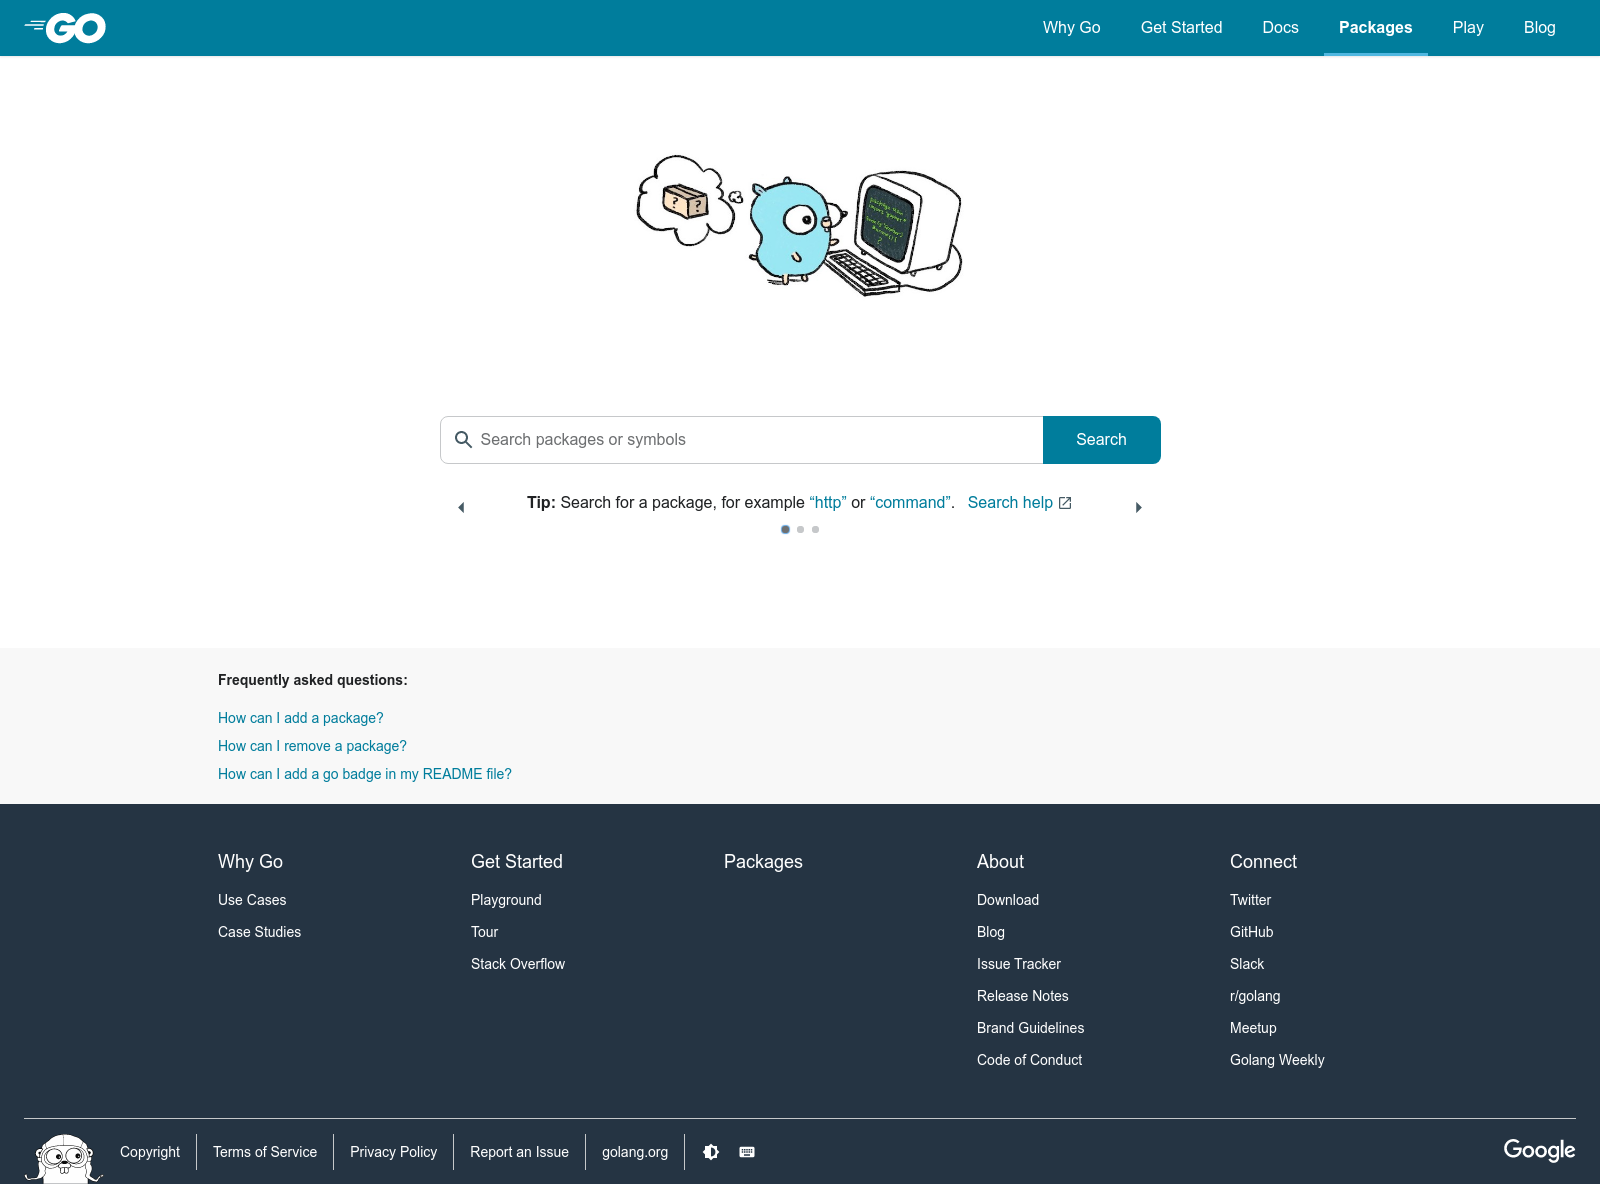 GO
Why Go Get Started Docs Packages Play Blog
? ?
Search packages or symbols
Search
Tip: Search for a package, for example “http” or “command”. Search help
Frequently asked questions:
How can I add a package?
How can I remove a package?
How can I add a go badge in my README file?
Why Go
Use Cases
Case Studies
Get Started
Playground
Tour
Stack Overflow
Packages
About
Download
Blog
Issue Tracker
Release Notes
Brand Guidelines
Code of Conduct
Connect
Twitter
GitHub
Slack
r/golang
Meetup
Golang Weekly
Copyright
Terms of Service
Privacy Policy
Report an Issue
golang.org
Google